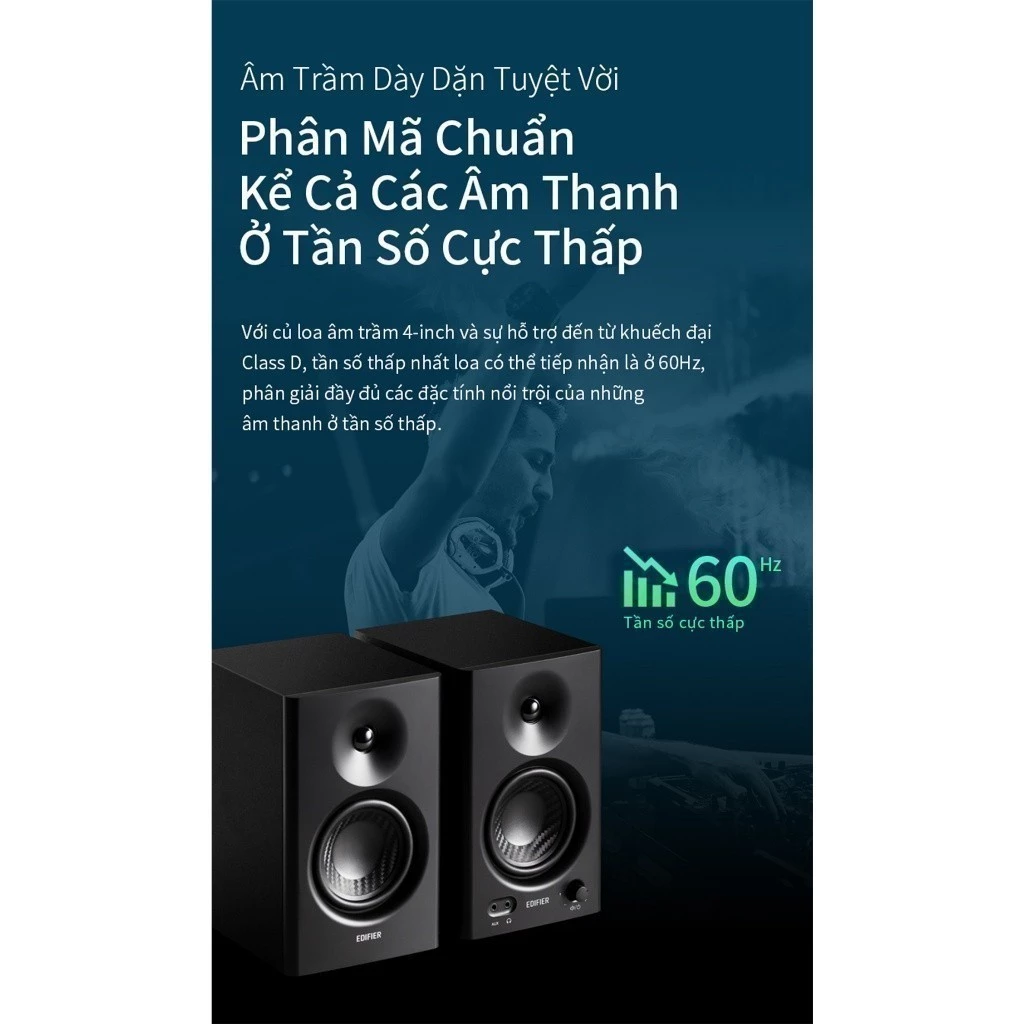 Âm Trầm Dày Dặn Tuyệt Vời
Phân Mã Chuẩn
Kể Cả Các Âm Thanh
Ở Tần Số Cực Thấp
Với củ loa âm trầm 4-inch và sự hỗ trợ đến từ khuếch đại
Class D, tần số thấp nhất loa có thể tiếp nhận là ở 60Hz,
phân giải đầy đủ các đặc tính nổi trội của những
âm thanh ở tần số thấp.
60Hz
Tần số cực thấp
EDIFIER
EDIFIER
AUX